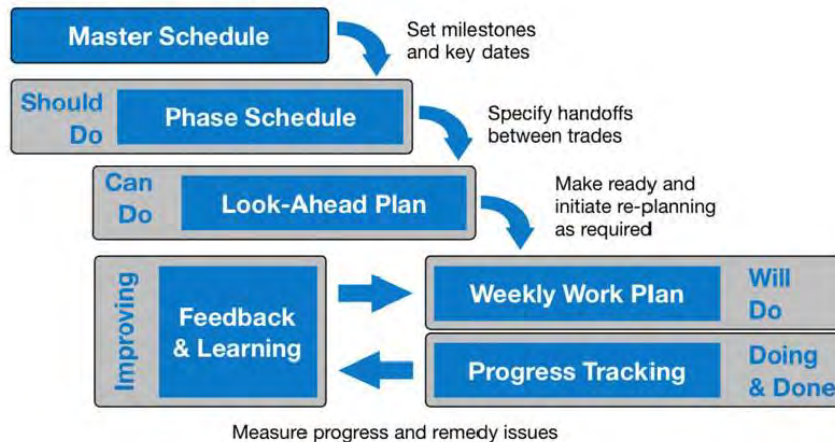 Master Schedule
Set milestones
and key dates
Should
Do
Phase Schedule
Specify handoffs
between trades
Can
Do
Look-Ahead Plan
Make ready and
initiate re-planning
as required
Improving
Feedback
& Learning
Weekly Work Plan
Will
Do
Progress Tracking
Doing
& Done
Measure progress and remedy issues